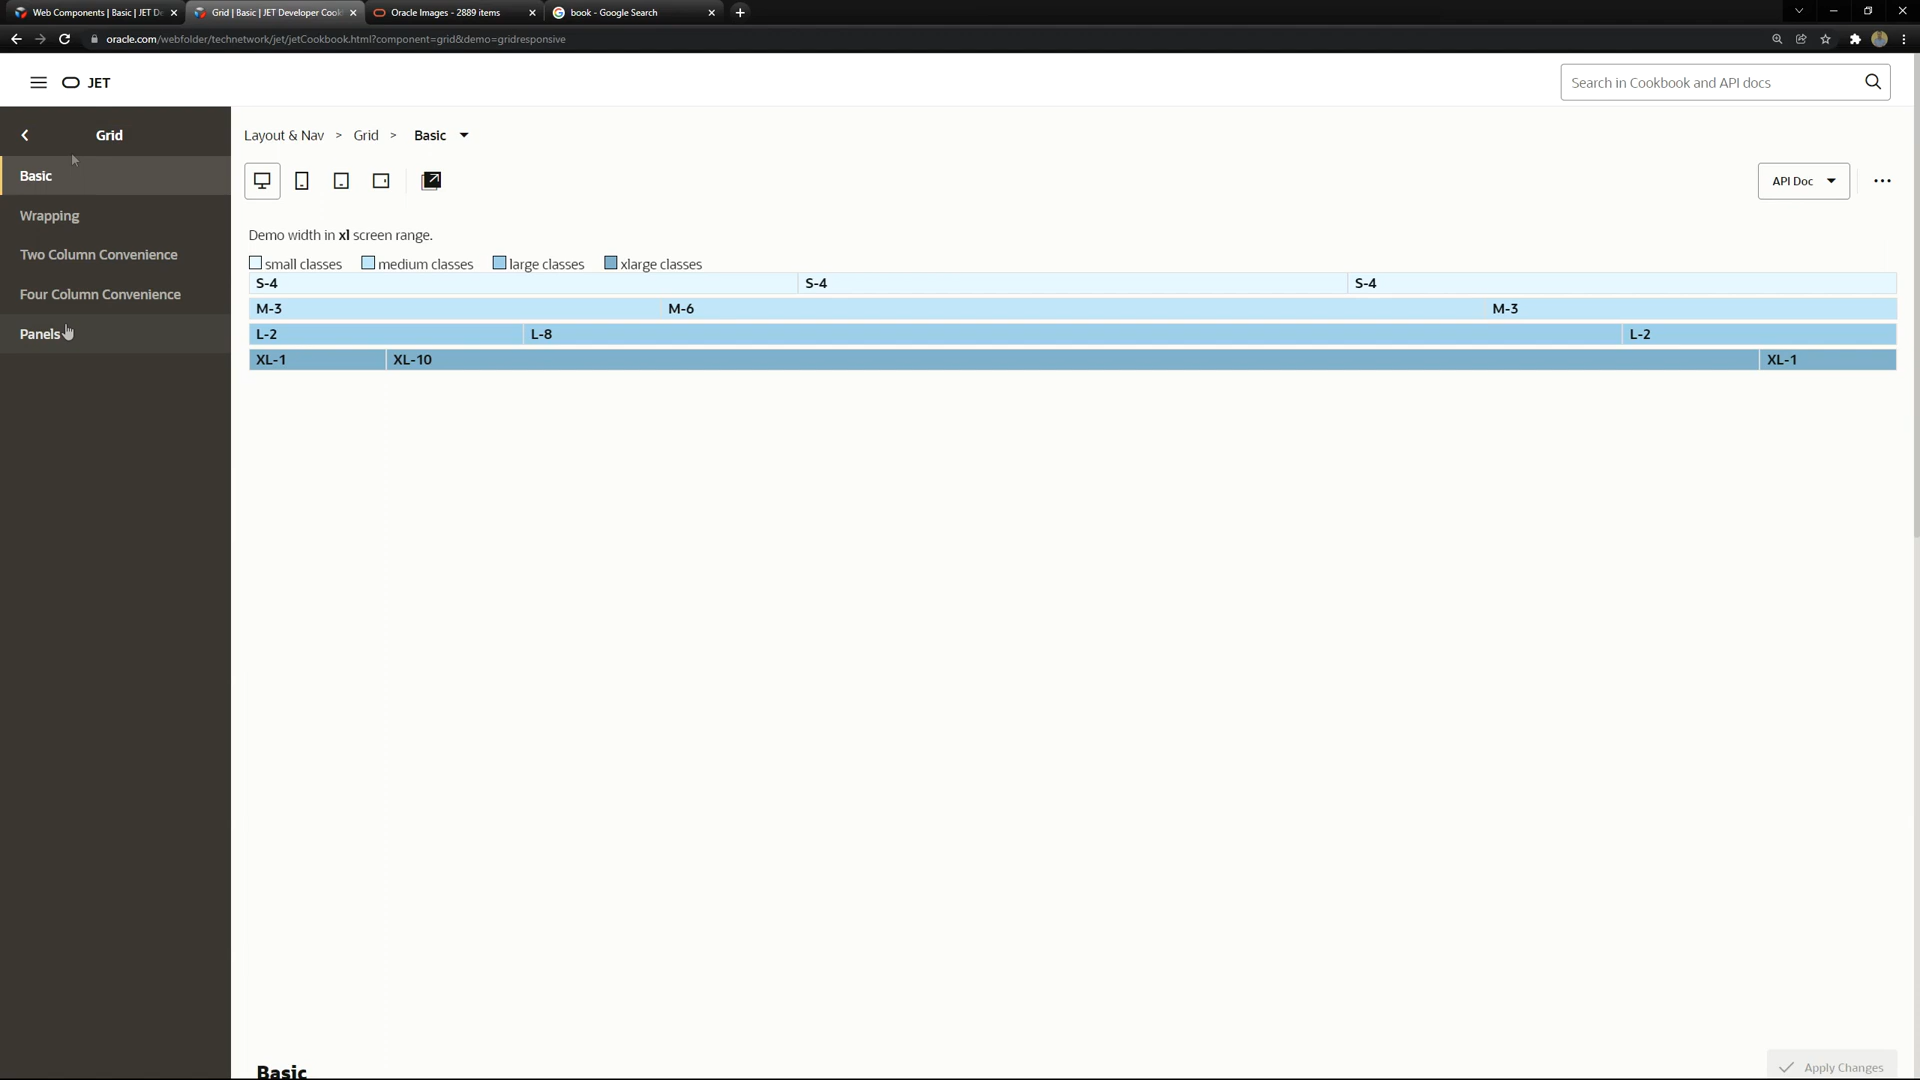 Web Components | Basic | JET D
Grid | Basic | JET Developer Cook
Oracle Images - 2889 items
book - Google Search
oracle.com/webfolder/technetwork/jet/jetCookbook.html?component=grid&demo=gridresponsive
JET
Search in Cookbook and API docs
Grid
Layout & Nav > Grid > Basic
Basic
Wrapping
Two Column Convenience
Four Column Convenience
Panels
API Doc
Demo width in xl screen range.
small classes medium classes large classes xlarge classes
S-4 S-4 S-4
M-3 M-6 M-3
L-2 L-8 L-2
XL-1 XL-10 XL-1
Basic
Apply Changes